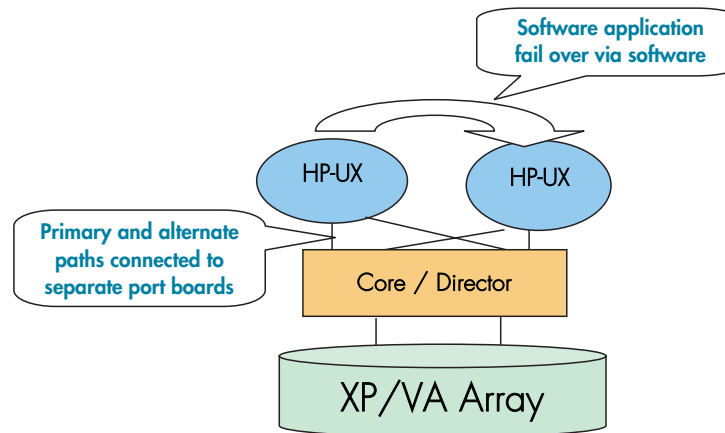 Software application
fail over via software
HP-UX
HP-UX
Primary and alternate
paths connected to
separate port boards
Core / Director
XP/VA Array